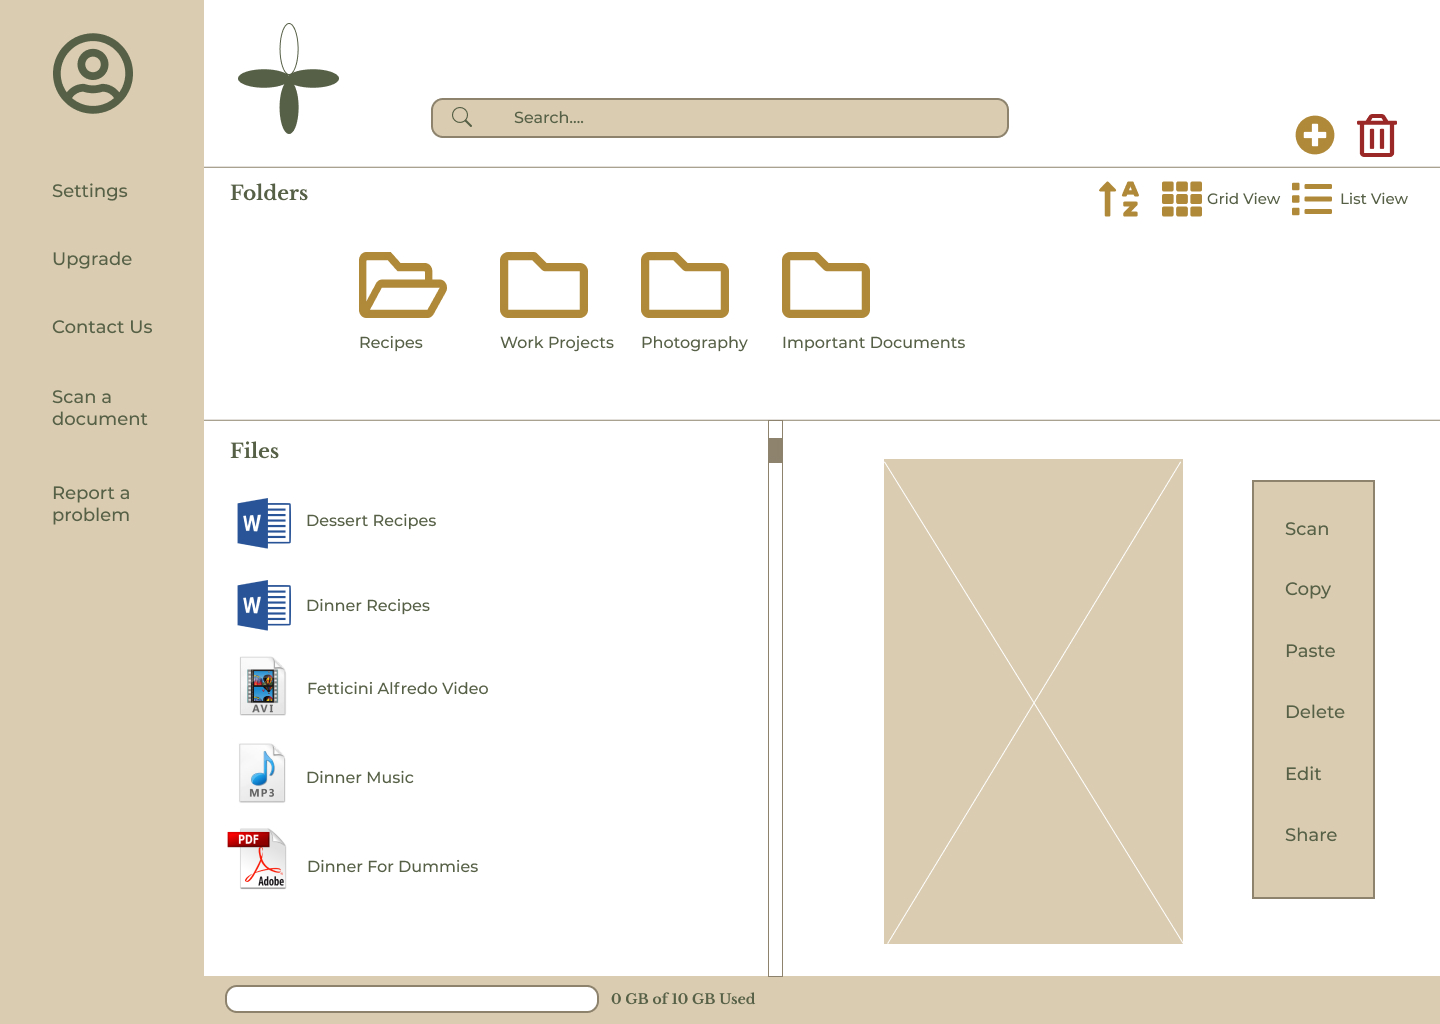 Settings
Upgrade
Contact Us
Scan a
document
Report a
problem
Search....
Folders
A
Z
Grid View
List View
Recipes
Work Projects
Photography
Important Documents
Files
W
Dessert Recipes
W
Dinner Recipes
AVI
Fetticini Alfredo Video
MP3
Dinner Music
PDF
Adobe
Dinner For Dummies
Scan
Copy
Paste
Delete
Edit
Share
0 GB of 10 GB Used